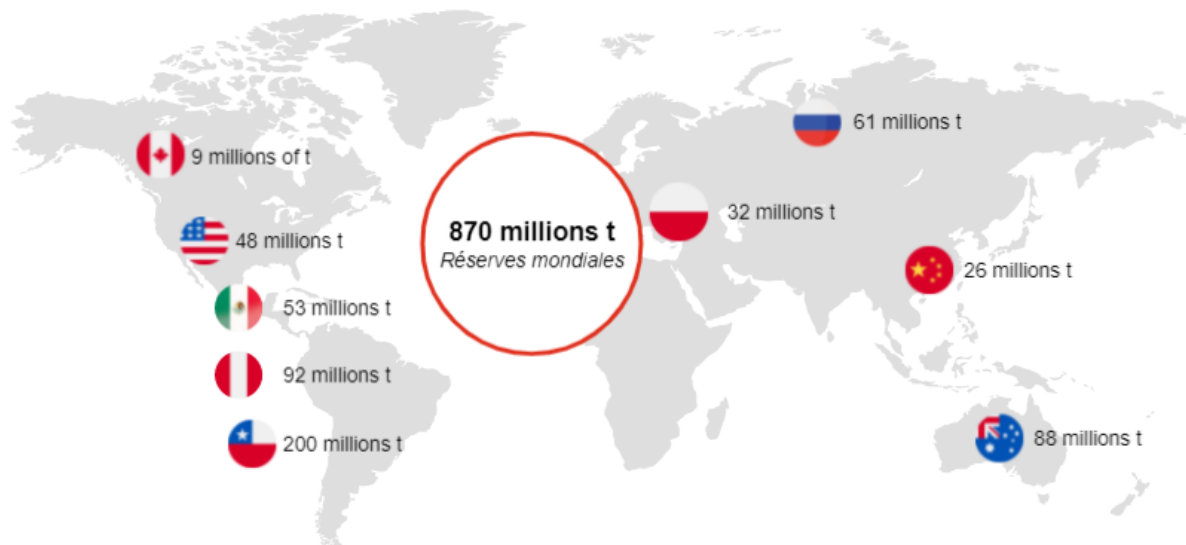 61 millions t
9 millions of t
32 millions t
870 millions t
Réserves mondiales
48 millions t
26 millions t
53 millions t
92 millions t
88 millions t
200 millions t